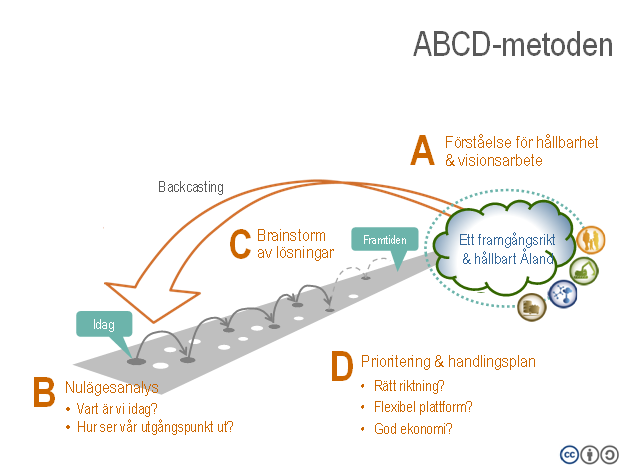 ABCD-metoden
A Förståelse för hållbarhet
& visionsarbete
Backcasting
C Brainstorm
av lösningar
Framtiden
Ett framgångsrikt
& hållbart Åland
Idag
B Nulägesanalys
• Vart är vi idag?
• Hur ser vår utgångspunkt ut?
D Prioritering & handlingsplan
• Rätt riktning?
• Flexibel plattform?
• God ekonomi?
cc